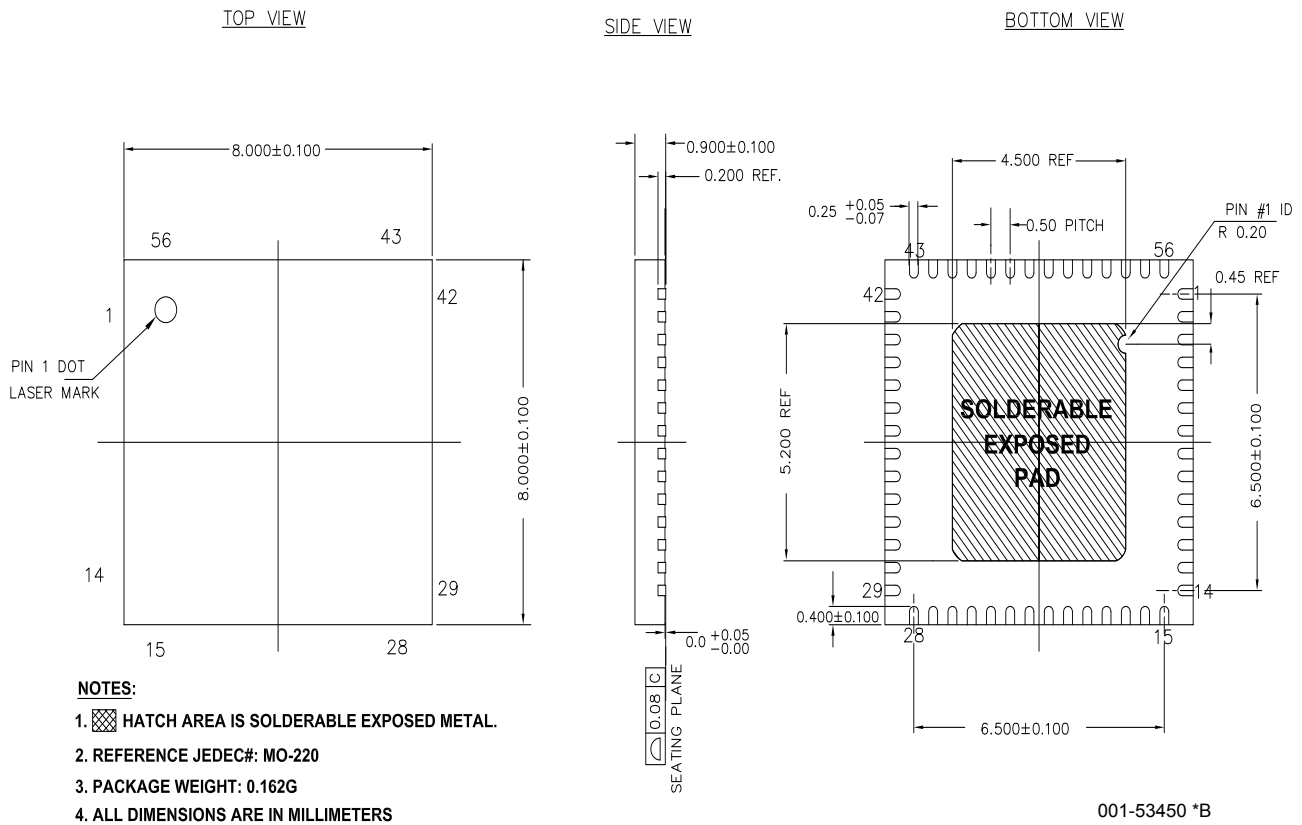 TOP VIEW
SIDE VIEW
BOTTOM VIEW
8.000±0.100
56
43
1
42
PIN 1 DOT
LASER MARK
8.000±0.100
14
29
15
28
0.900±0.100
0.200 REF.
0.0 +0.05
-0.00
0.08 C
SEATING PLANE
4.500 REF
0.25 +0.05
-0.07
0.50 PITCH
PIN #1 ID
R 0.20
43
56
0.45 REF
42
1
5.200 REF
SOLDERABLE
EXPOSED
PAD
6.500±0.100
29
14
0.400±0.100
28
15
6.500±0.100
NOTES:
1. HATCH AREA IS SOLDERABLE EXPOSED METAL.
2. REFERENCE JEDEC#: MO-220
3. PACKAGE WEIGHT: 0.162G
4. ALL DIMENSIONS ARE IN MILLIMETERS
001-53450 *B